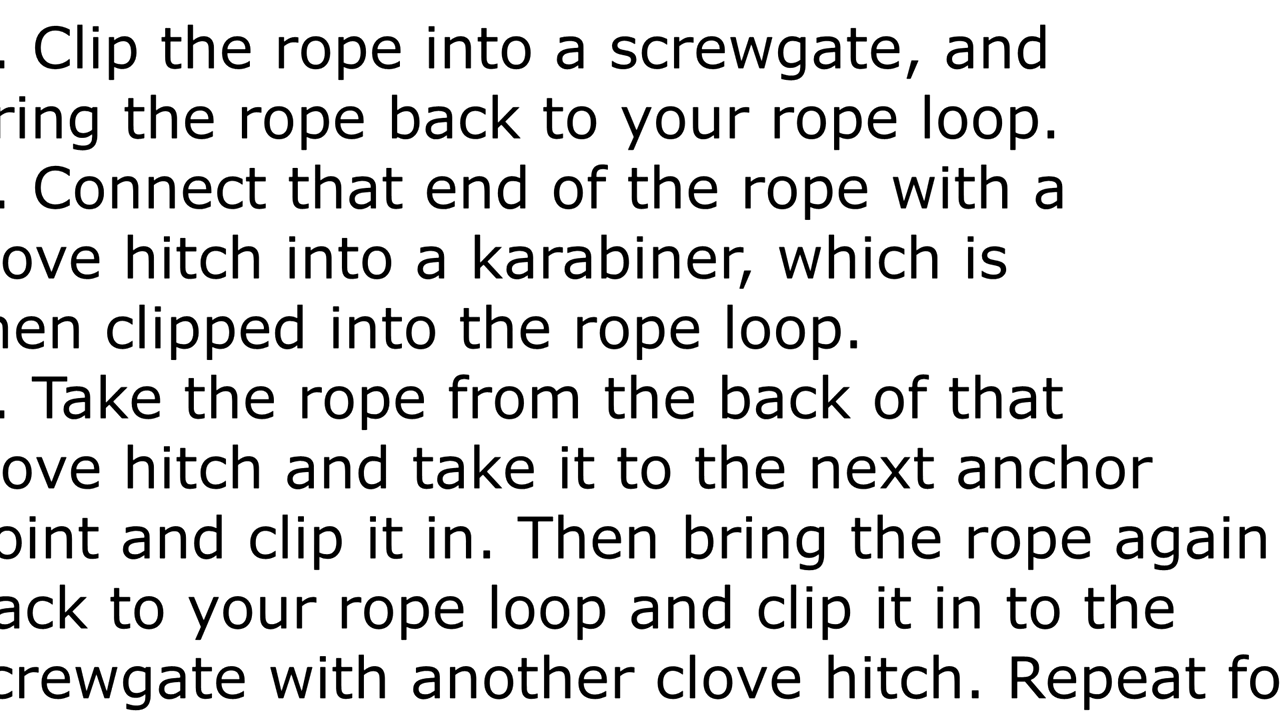 . Clip the rope into a screwgate, and
ring the rope back to your rope loop.
. Connect that end of the rope with a
ove hitch into a karabiner, which is
hen clipped into the rope loop.
. Take the rope from the back of that
ove hitch and take it to the next anchor
oint and clip it in. Then bring the rope again
ack to your rope loop and clip it in to the
crewgate with another clove hitch. Repeat fo